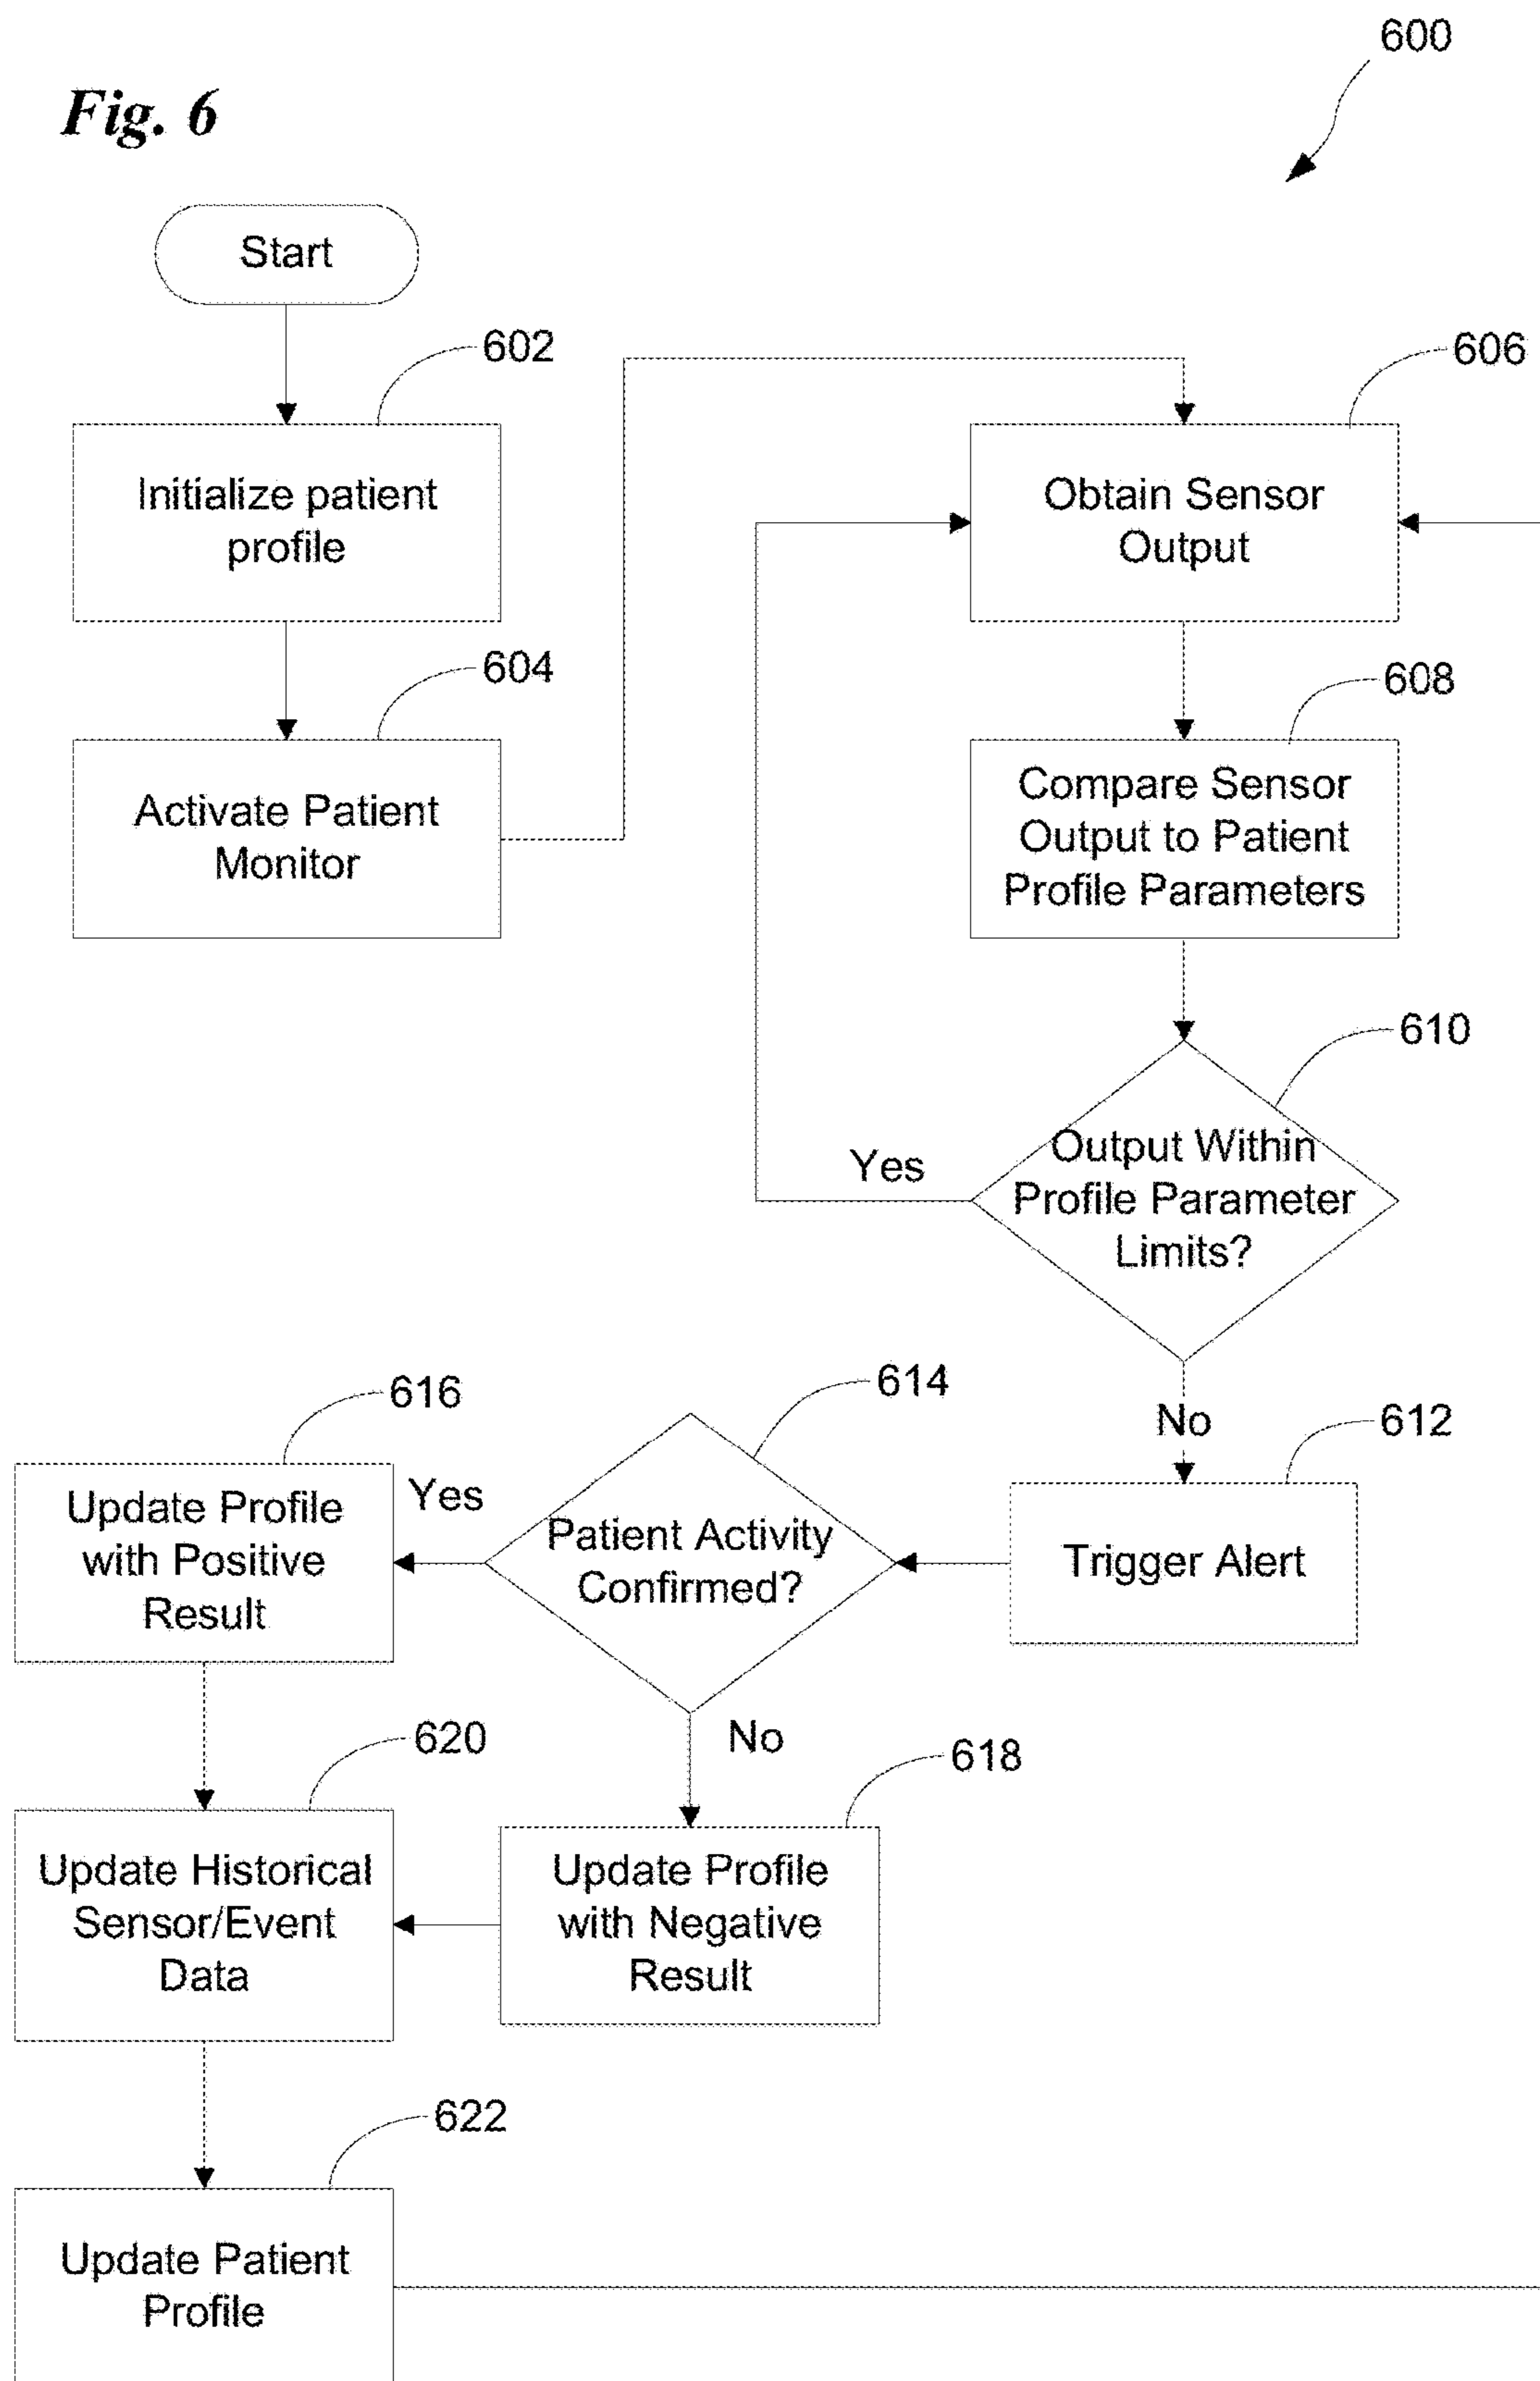 600
Fig. 6
Start
602
Initialize patient
profile
604
Activate Patient
Monitor
606
Obtain Sensor
Output
608
Compare Sensor
Output to Patient
Profile Parameters
610
Output Within
Profile Parameter
Limits?
Yes
No
612
Trigger Alert
614
Patient Activity
Confirmed?
Yes
No
616
Update Profile
with Positive
Result
618
Update Profile
with Negative
Result
620
Update Historical
Sensor/Event
Data
622
Update Patient
Profile